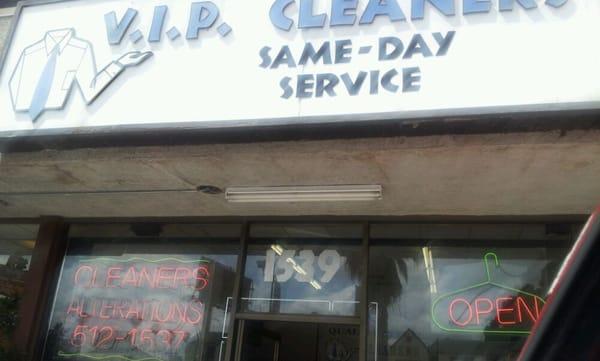 V.I.P. CLEANERS
SAME-DAY
SERVICE
1539
CLEANERS
ALTERATIONS
512-1537
OPEN